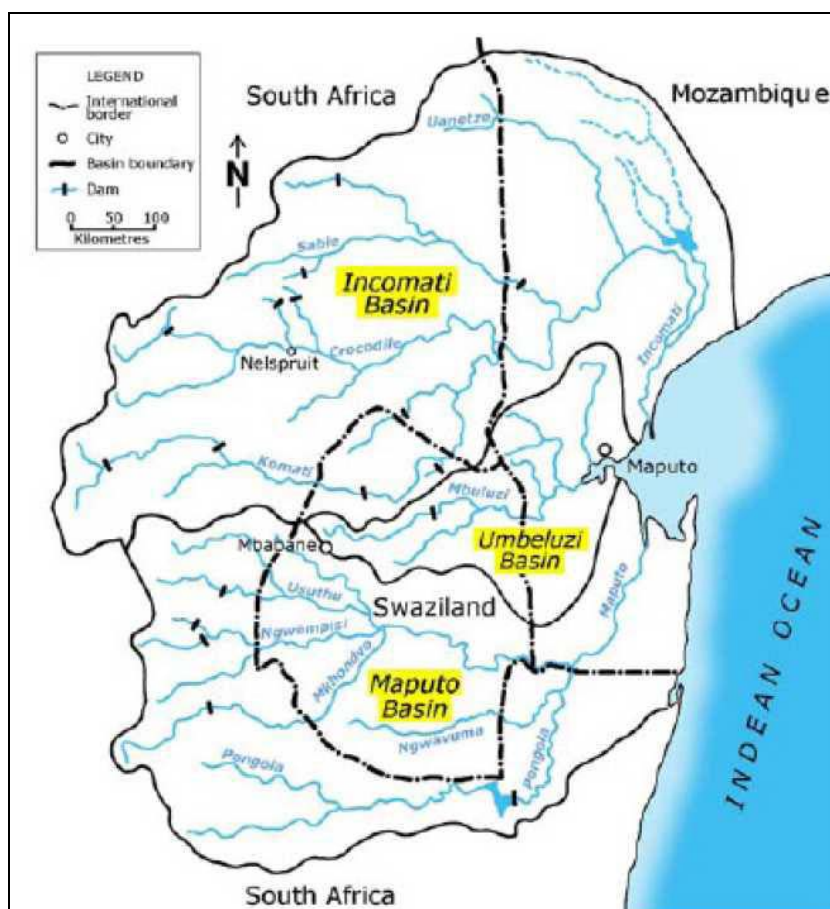 LEGEND
International
border
City
Basin boundary
Dam
0 50 100
Kilometres
South Africa
Mozambique
N
Uanetze
Sabie
Incomati
Basin
Crocodile
Nelspruit
Incomati
Komati
Mbuluzi
Maputo
Mbabane
Umbeluzi
Basin
Usuthu
Swaziland
Maputo
Ngwempisi
Mkhondvo
Maputo
Basin
Ngwavuma
Pongola
Pongola
INDEAN OCEAN
South Africa